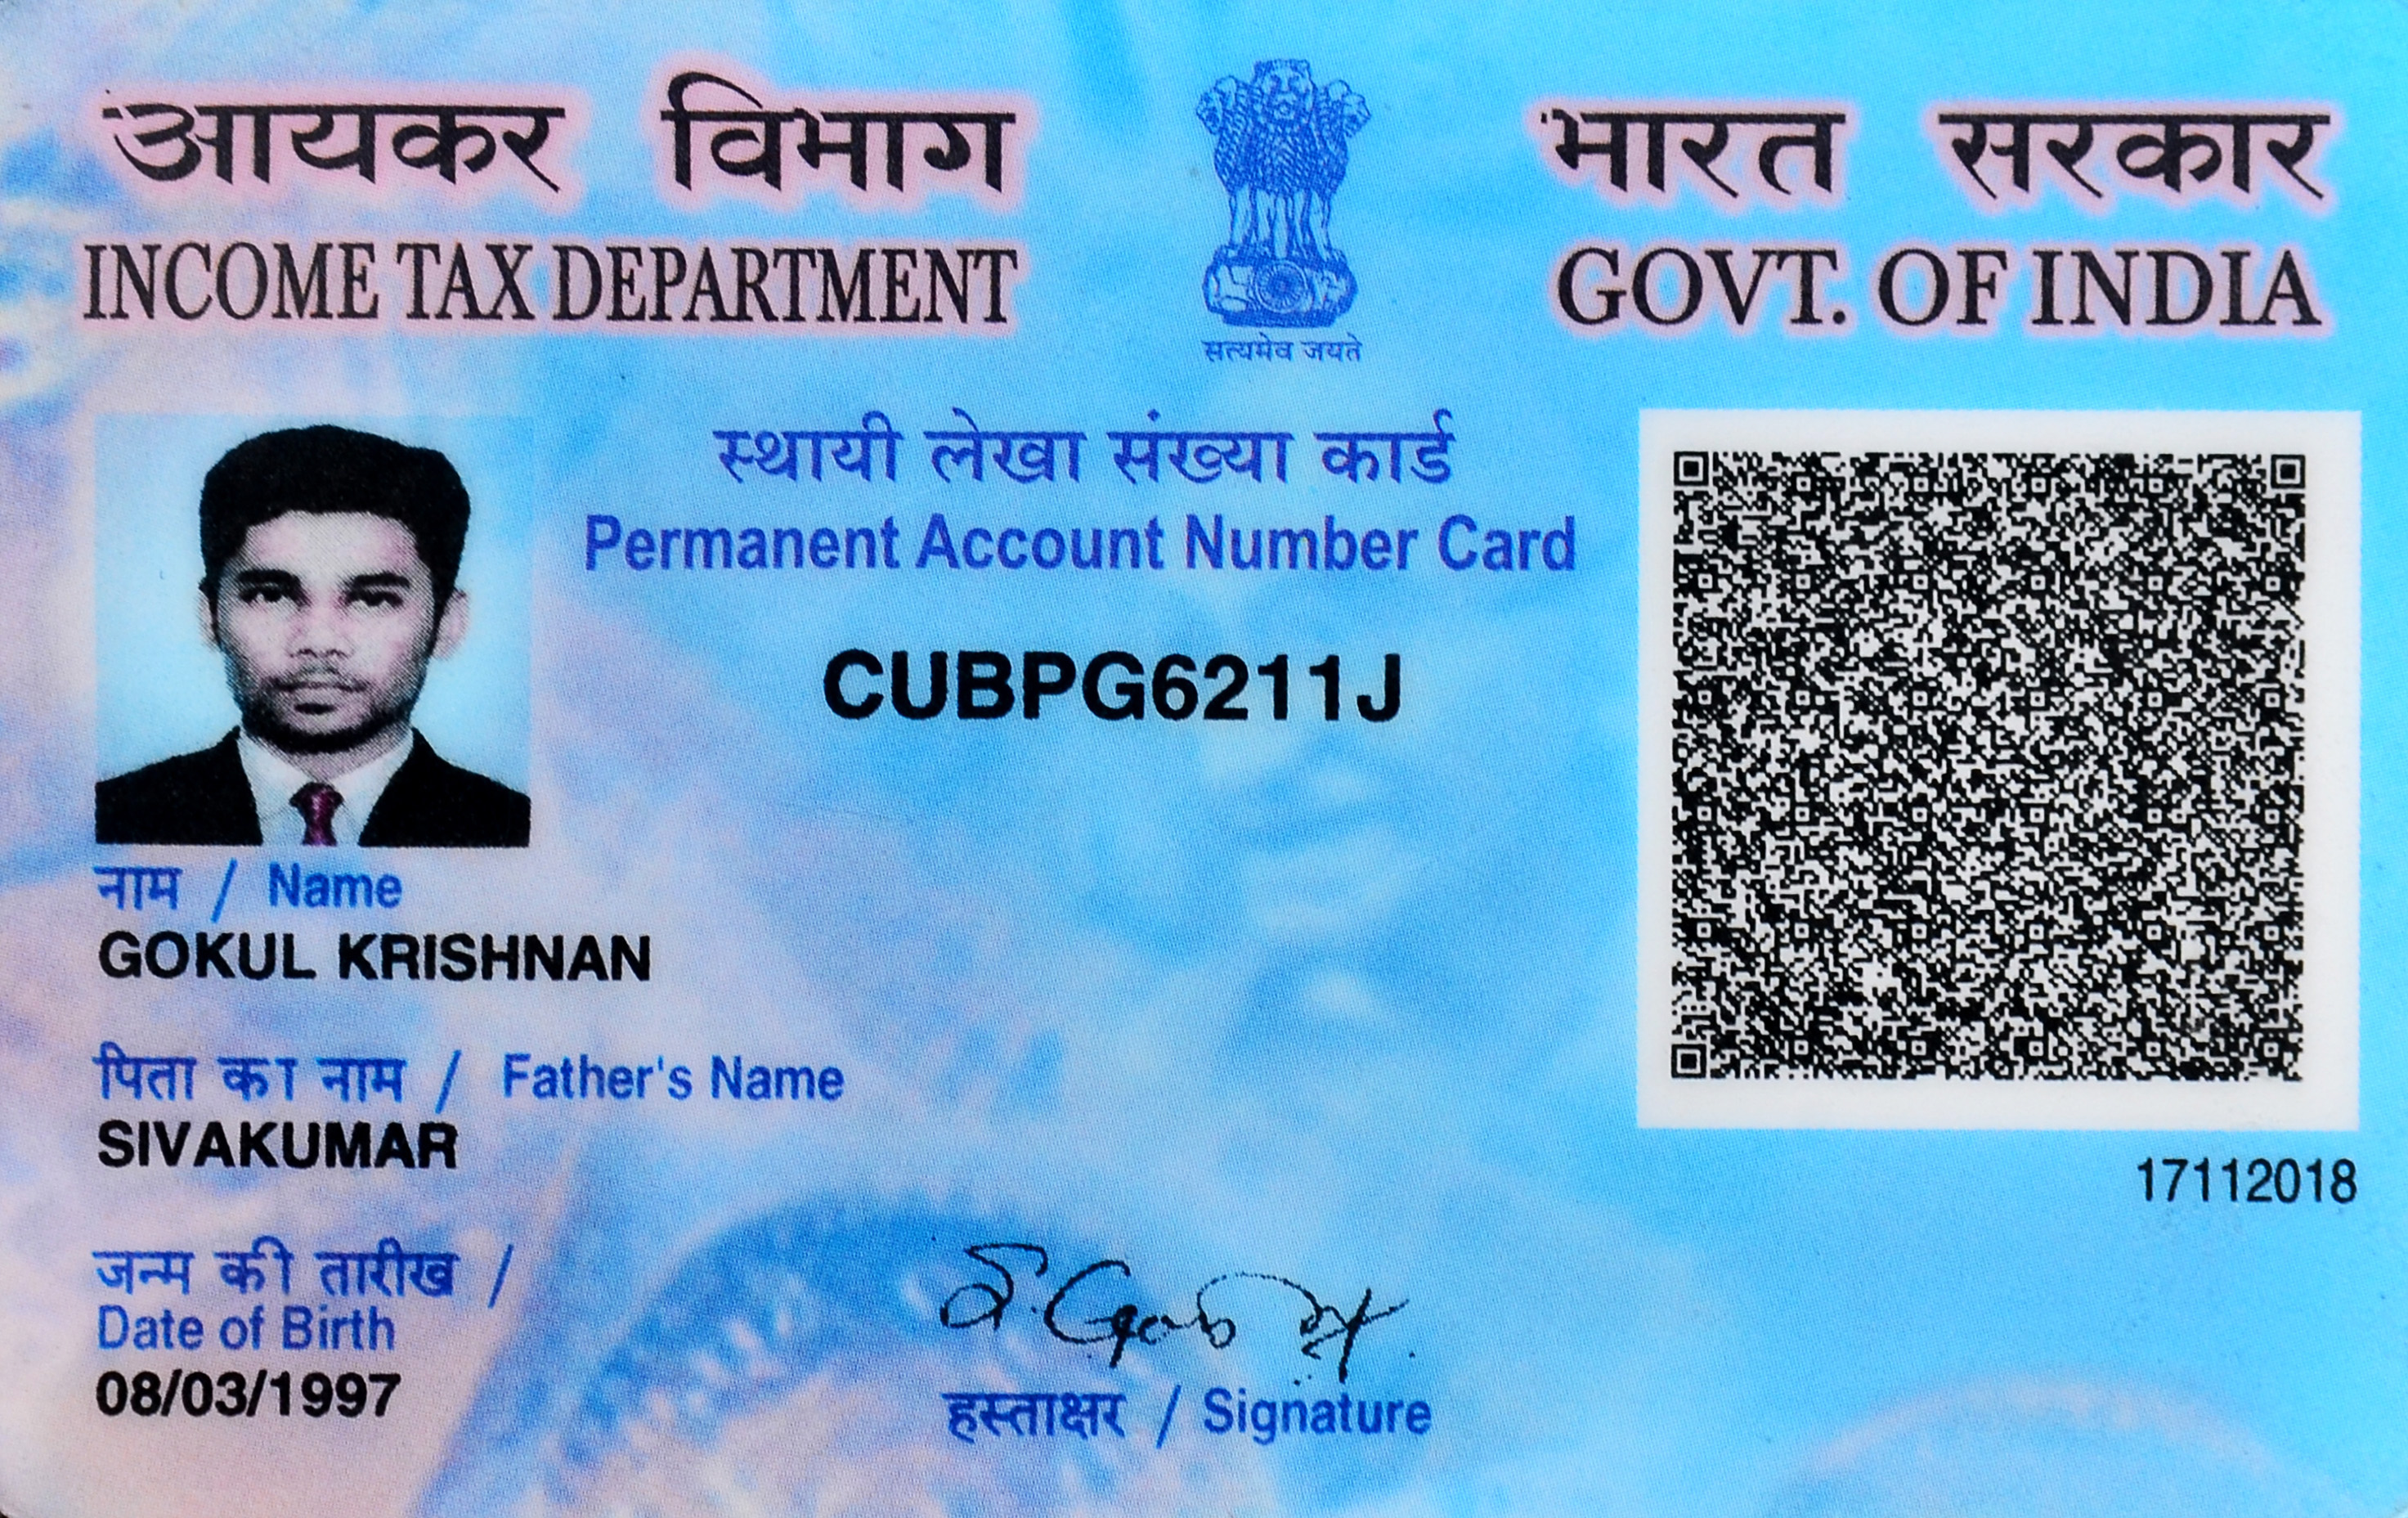 आयकर विभाग
INCOME TAX DEPARTMENT
सत्यमेव जयते
भारत सरकार
GOVT. OF INDIA
स्थायी लेखा संख्या कार्ड
Permanent Account Number Card
CUBPG6211J
नाम / Name
GOKUL KRISHNAN
पिता का नाम / Father's Name
SIVAKUMAR
17112018
जन्म की तारीख /
Date of Birth
08/03/1997
हस्ताक्षर / Signature